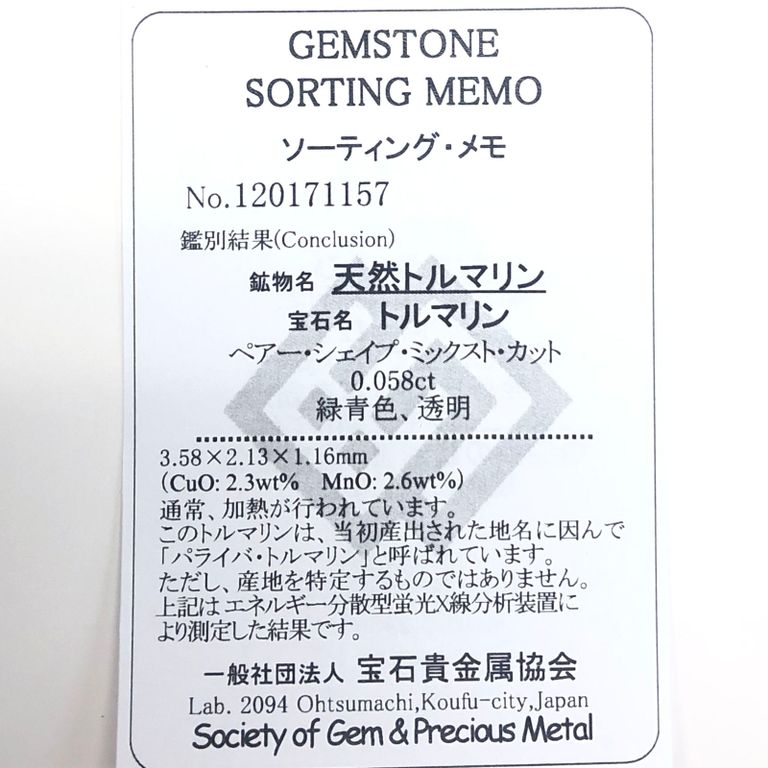 GEMSTONE
SORTING MEMO
ソーティング・メモ
No.120171157
鑑別結果(Conclusion)
鉱物名 天然トルマリン
宝石名 トルマリン
ペアー・シェイプ・ミックスト・カット
0.058ct
緑青色、透明
3.58×2.13×1.16mm
(CuO: 2.3wt% MnO: 2.6wt%)
通常、加熱が行われています。
このトルマリンは、当初産出された地名に因んで
「パライバ・トルマリン」と呼ばれています。
ただし、産地を特定するものではありません。
上記はエネルギー分散型蛍光X線分析装置に
より測定した結果です。
一般社団法人 宝石貴金属協会
Lab. 2094 Ohtsumachi,Koufu-city,Japan
Society of Gem & Precious Metal